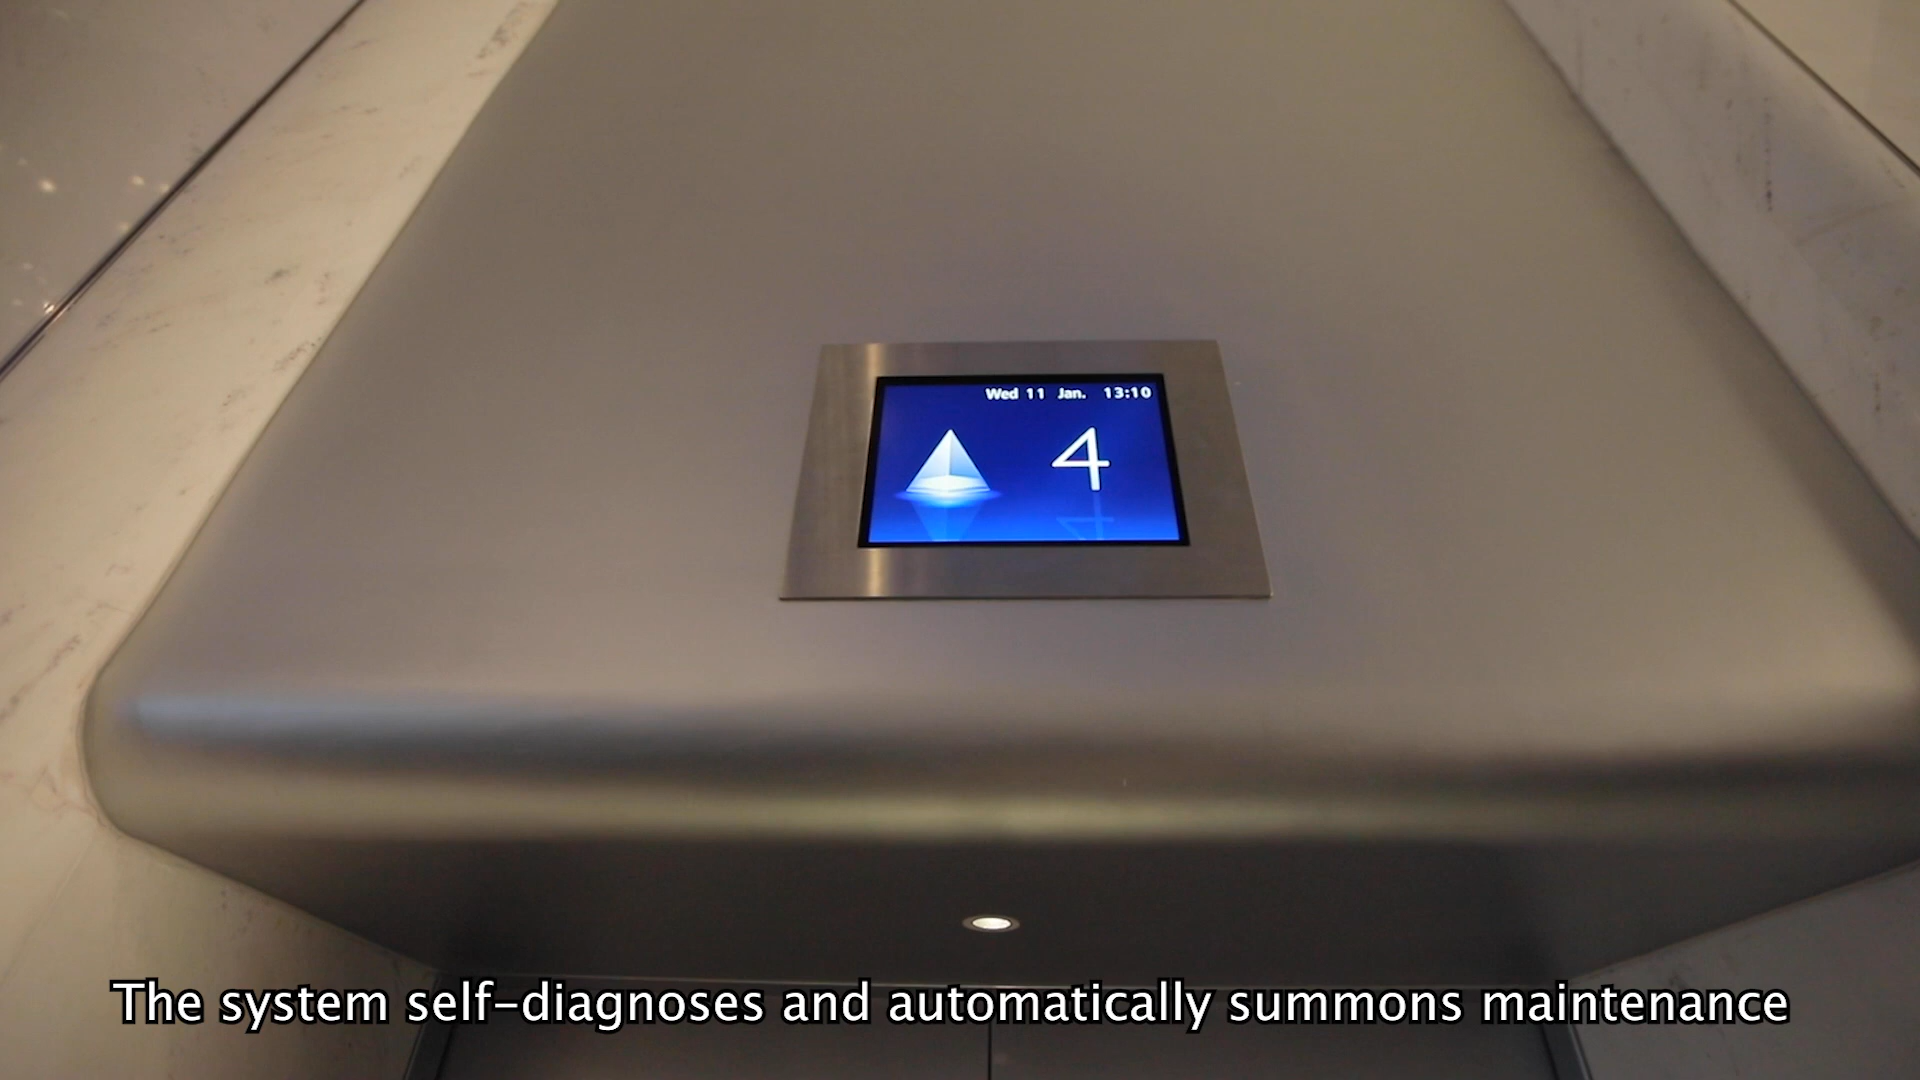 Wed 11 Jan. 13:10
4
The system self-diagnoses and automatically summons maintenance